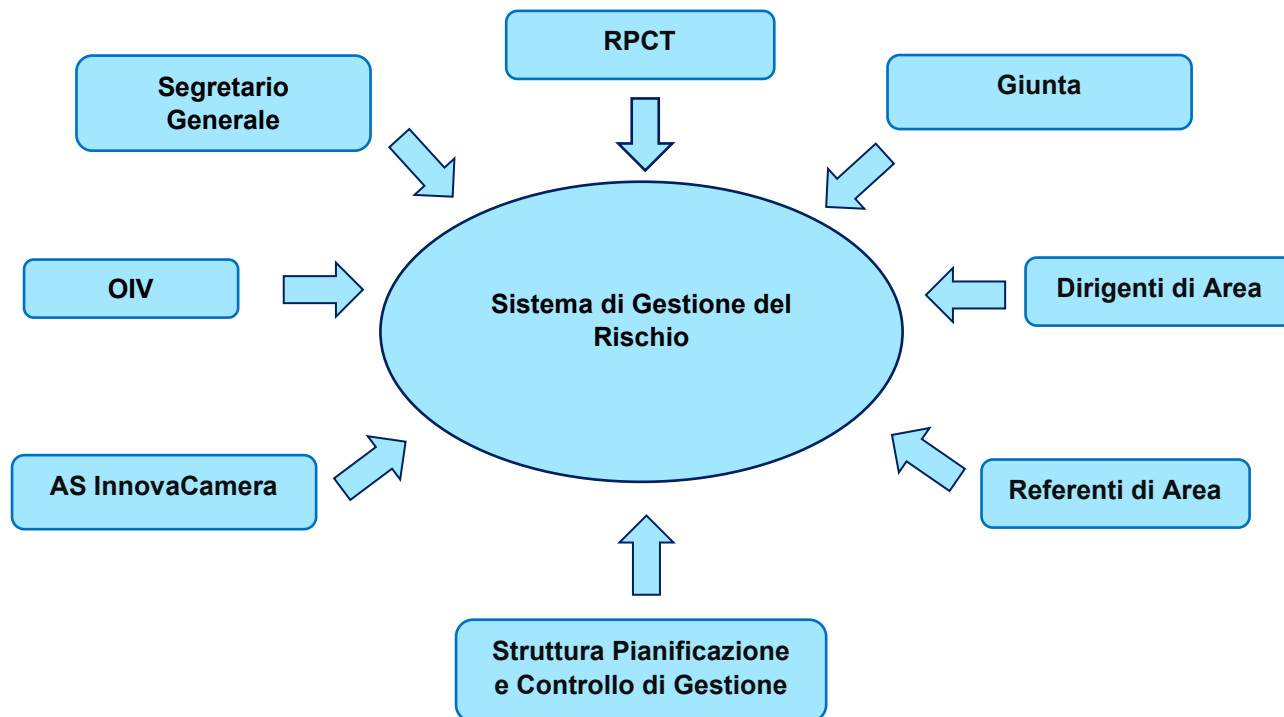 RPCT
Segretario
Generale
Giunta
OIV
Sistema di Gestione del
Rischio
Dirigenti di Area
AS InnovaCamera
Referenti di Area
Struttura Pianificazione
e Controllo di Gestione